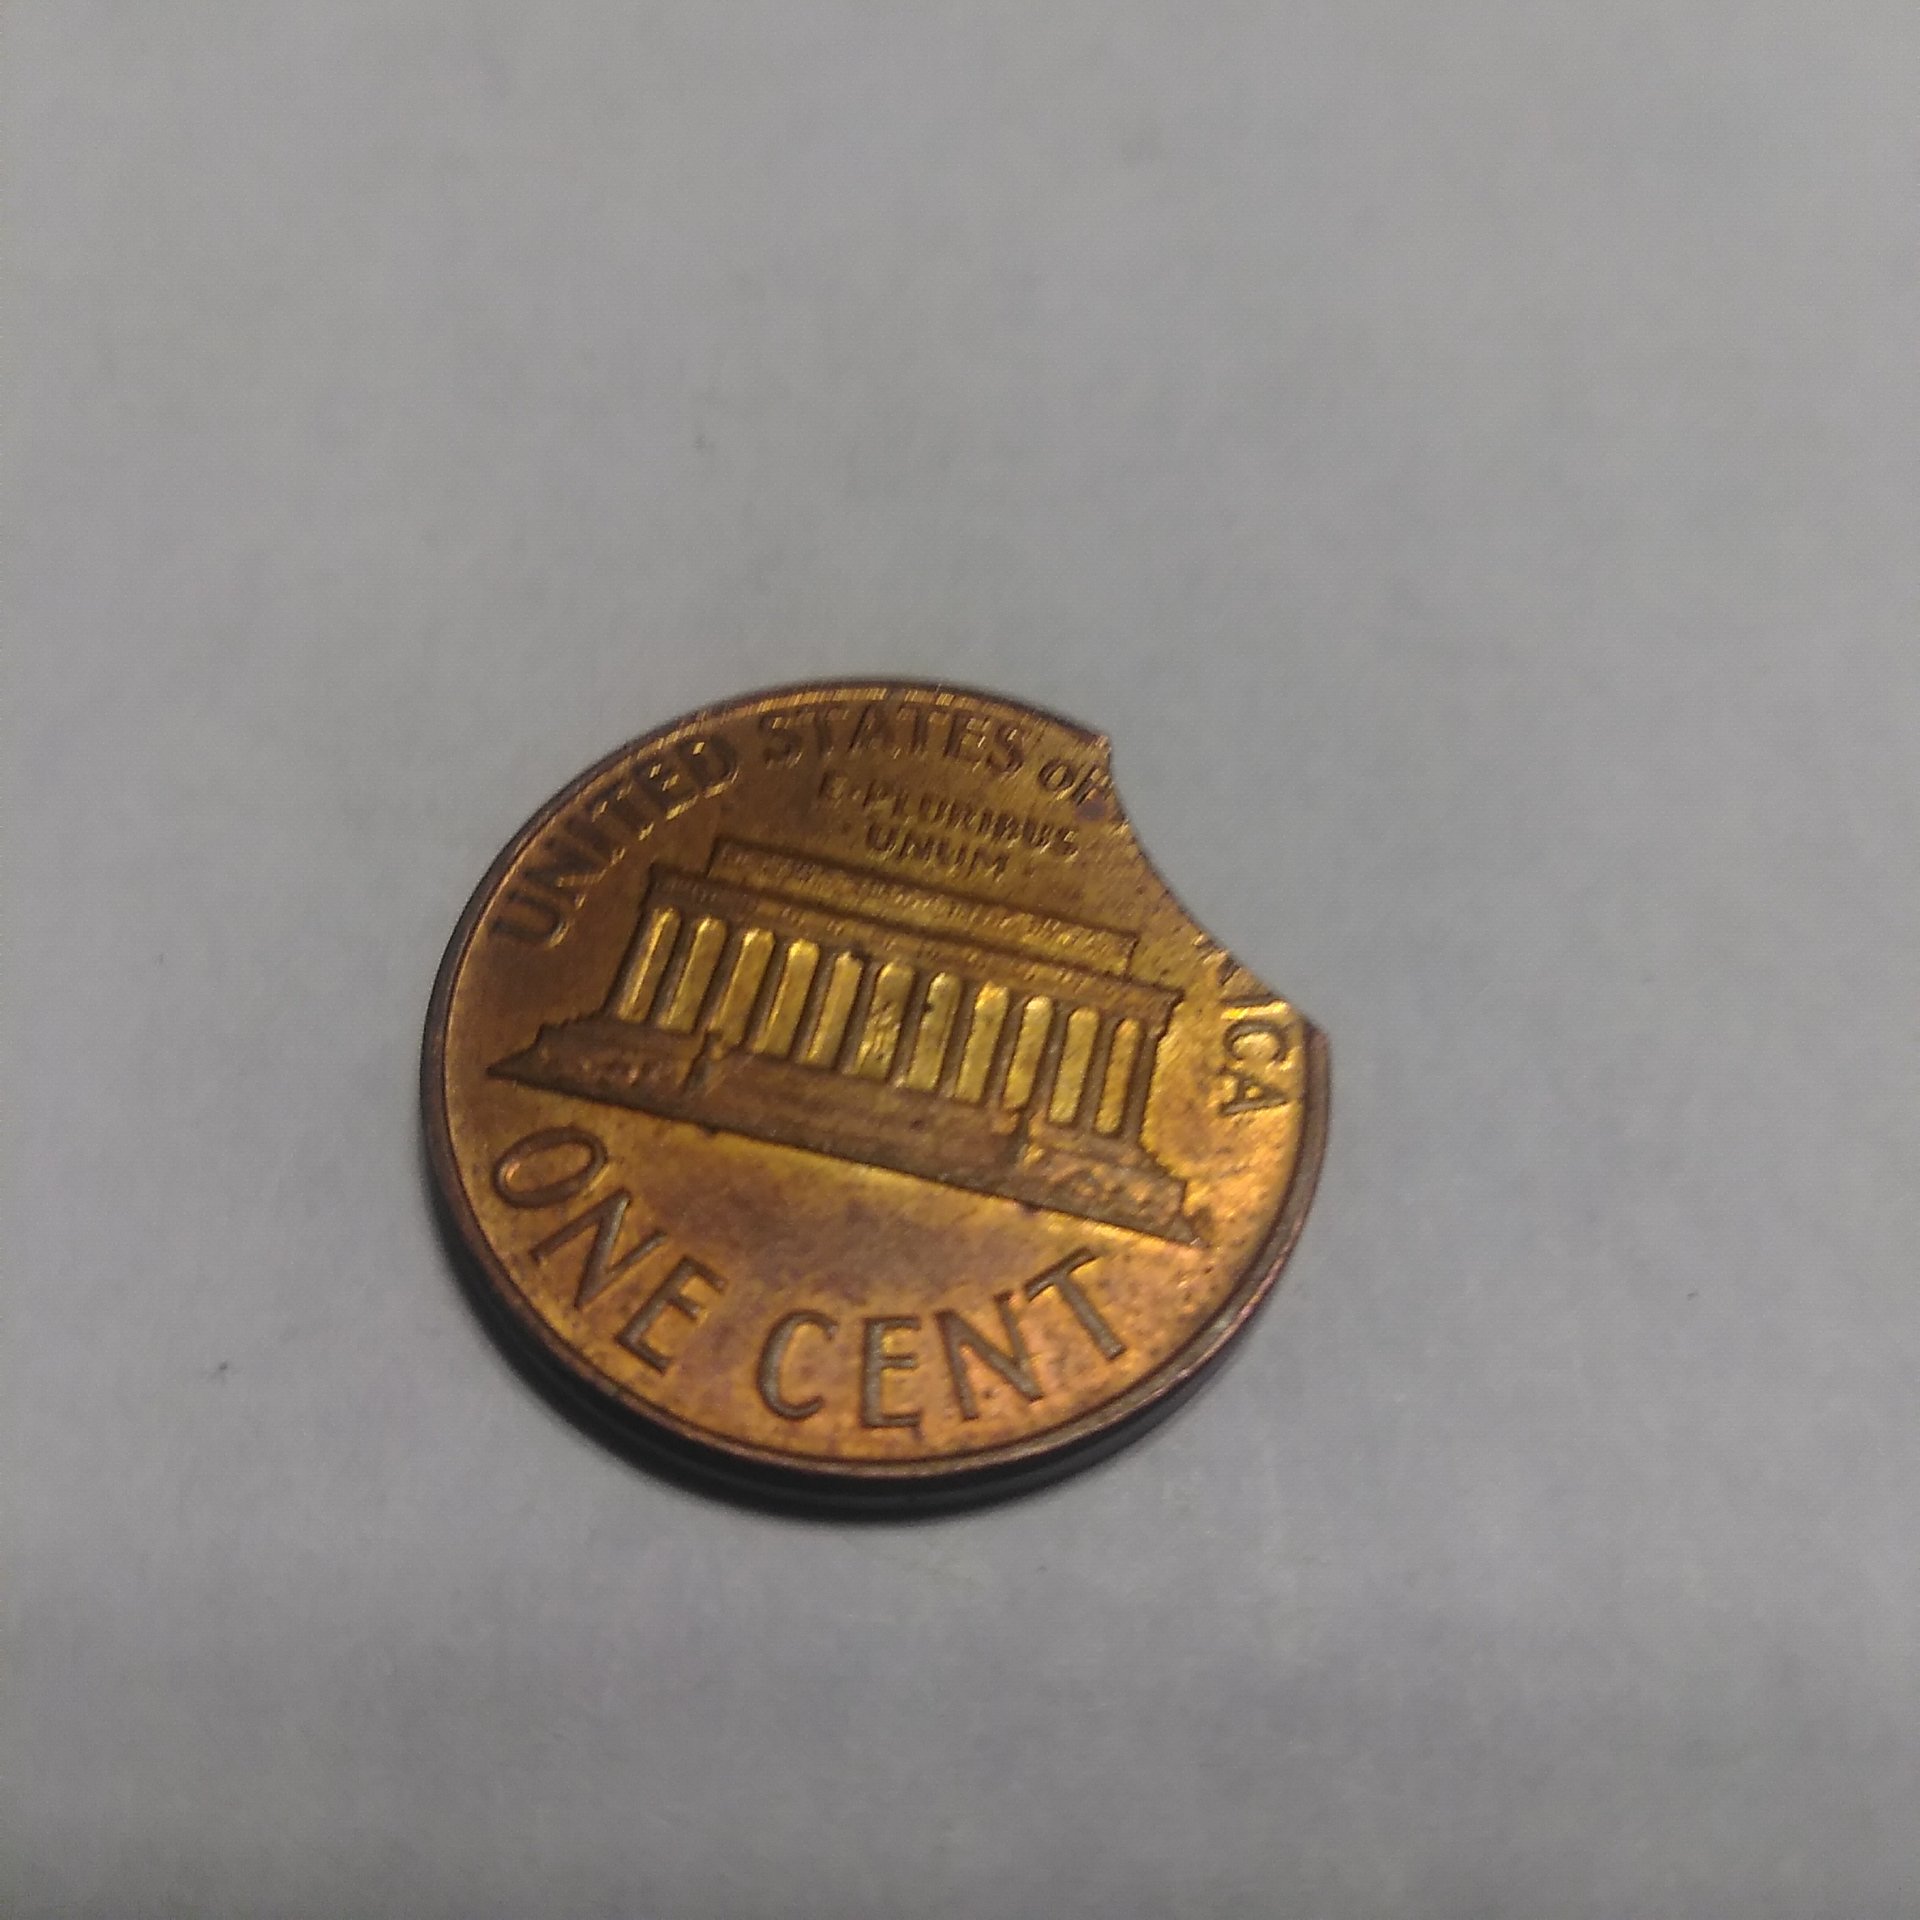 UNITED STATES OF ICA
E·PLURIBUS
UNUM
ONE CENT